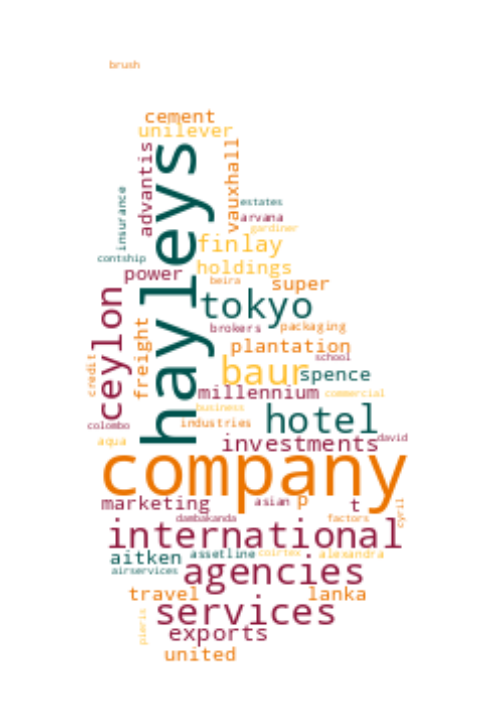 brush
cement
unilever
advantis
hayleys
vauxhall
insurance
estates
arvana
gardiner
finlay
contship
power
holdings
beira
super
ceylon
tokyo
freight
brokers
packaging
plantation
school
credit
baur
spence
millennium
commercial
business
hotel
colombo
industries
aqua
investments
david
company
marketing
asian
p
t
cyril
dambakanda
factors
international
aitken
assetline
coirtex
alexandra
airservices
agencies
travel
lanka
pieris
services
exports
united